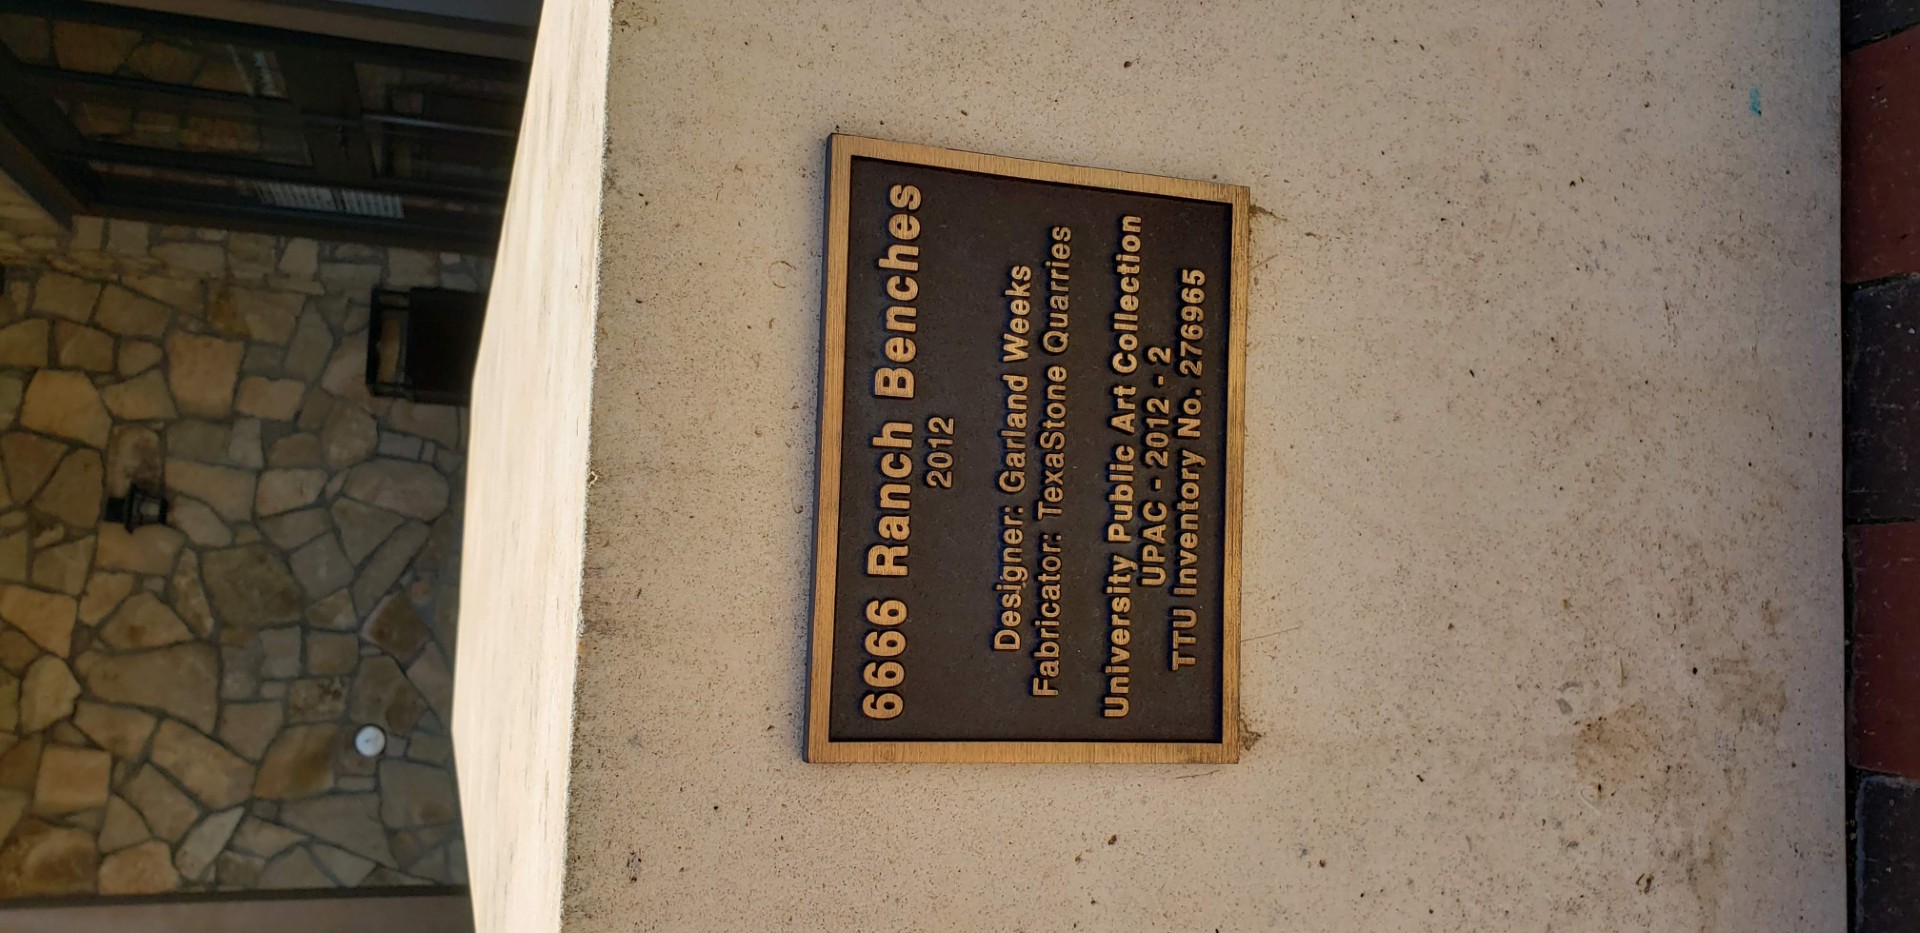 6666 Ranch Benches
2012
Designer: Garland Weeks
Fabricator: TexaStone Quarries
University Public Art Collection
UPAC - 2012 - 2
TTU Inventory No. 276965